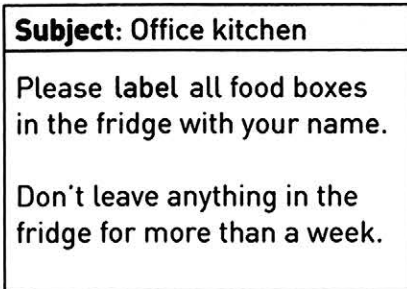 Subject: Office kitchen
Please label all food boxes
in the fridge with your name.
Don't leave anything in the
fridge for more than a week.